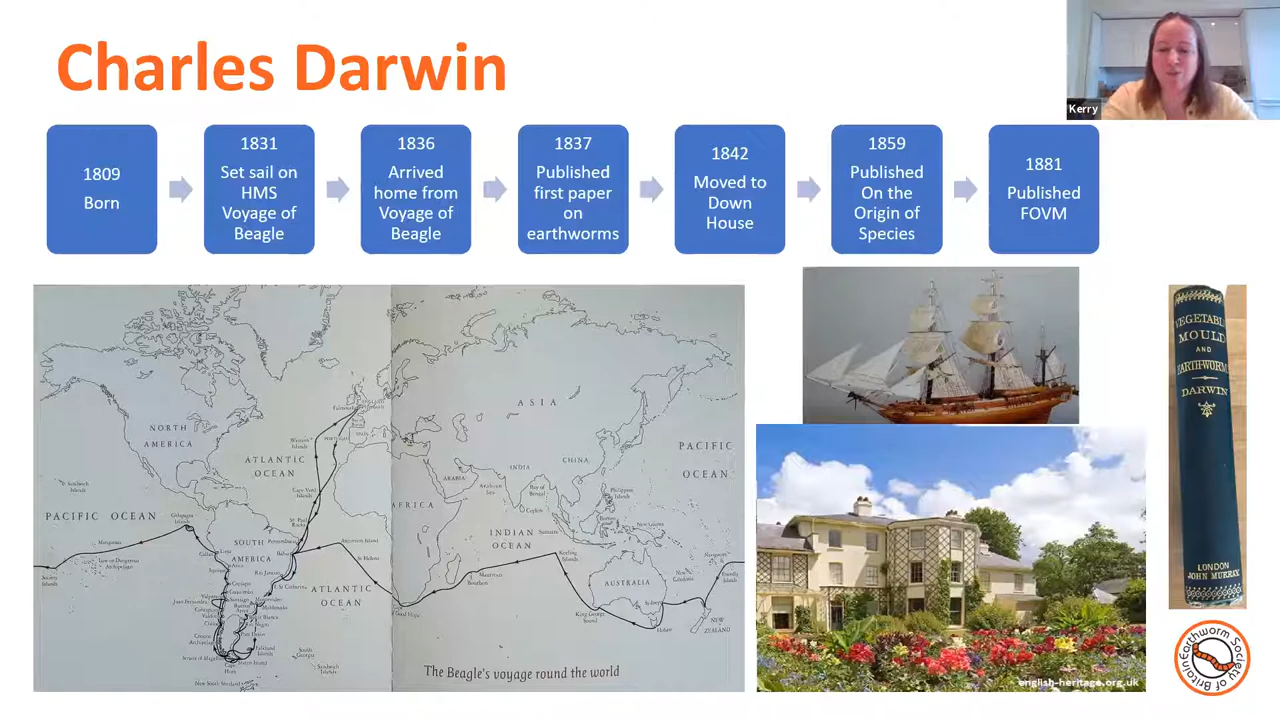 Charles Darwin
Kerry
1809
Born
1831
Set sail on
HMS
Voyage of
Beagle
1836
Arrived
home from
Voyage of
Beagle
1837
Published
first paper
on
earthworms
1842
Moved to
Down
House
1859
Published
On the
Origin of
Species
1881
Published
FOVM
NORTH
AMERICA
ATLANTIC
OCEAN
PACIFIC OCEAN
SOUTH
AMERICA
ATLANTIC
OCEAN
ASIA
CHINA
INDIA
ARABIA
AFRICA
INDIAN
OCEAN
PACIFIC
OCEAN
AUSTRALIA
NEW
ZEALAND
The Beagle's voyage round the world
english-heritage.org.uk
VEGETABLE
MOULD
AND
EARTH-WORMS
DARWIN
LONDON
JOHN MURRAY
Earthworm Society of Britain